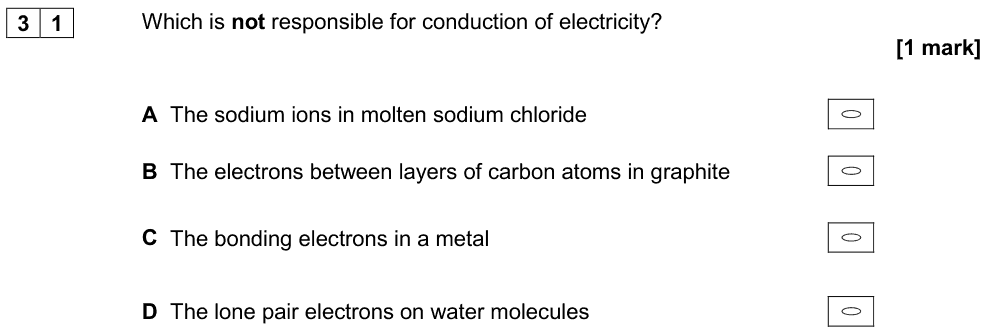 3 1 Which is not responsible for conduction of electricity?
[1 mark]
A The sodium ions in molten sodium chloride
B The electrons between layers of carbon atoms in graphite
C The bonding electrons in a metal
D The lone pair electrons on water molecules